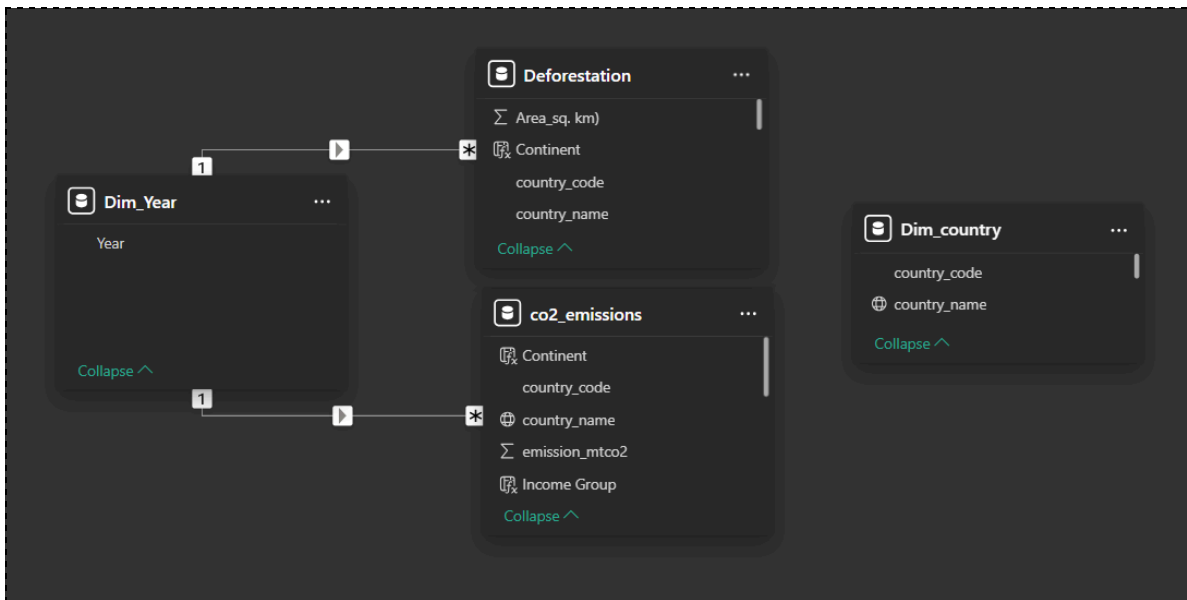 Deforestation
...
Area_sq. km)
Continent
country_code
country_name
Collapse
1
*
Dim_Year
...
Year
Collapse
1
*
co2_emissions
...
Continent
country_code
country_name
emission_mtco2
Income Group
Collapse
Dim_country
...
country_code
country_name
Collapse